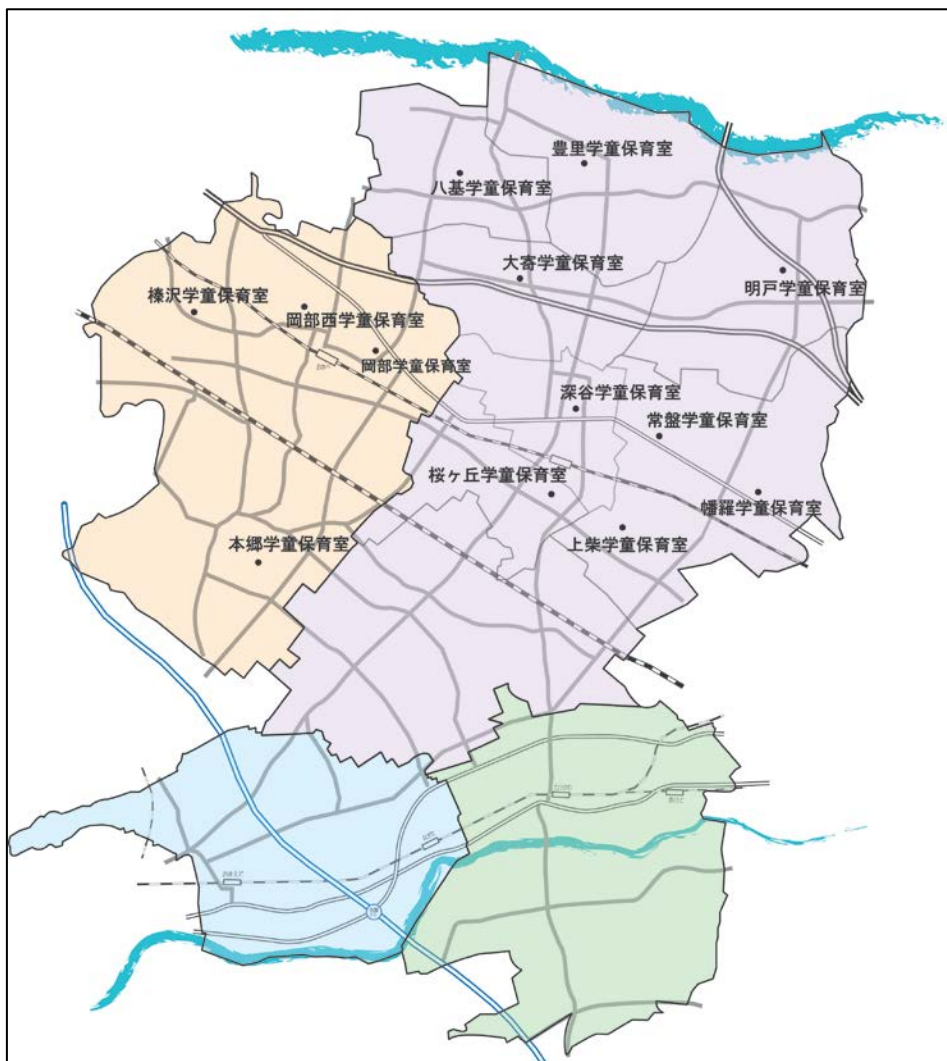 豊里学童保育室
八基学童保育室
大寄学童保育室
明戸学童保育室
榛沢学童保育室
岡部西学童保育室
岡部学童保育室
深谷学童保育室
常盤学童保育室
桜ヶ丘学童保育室
幡羅学童保育室
上柴学童保育室
本郷学童保育室